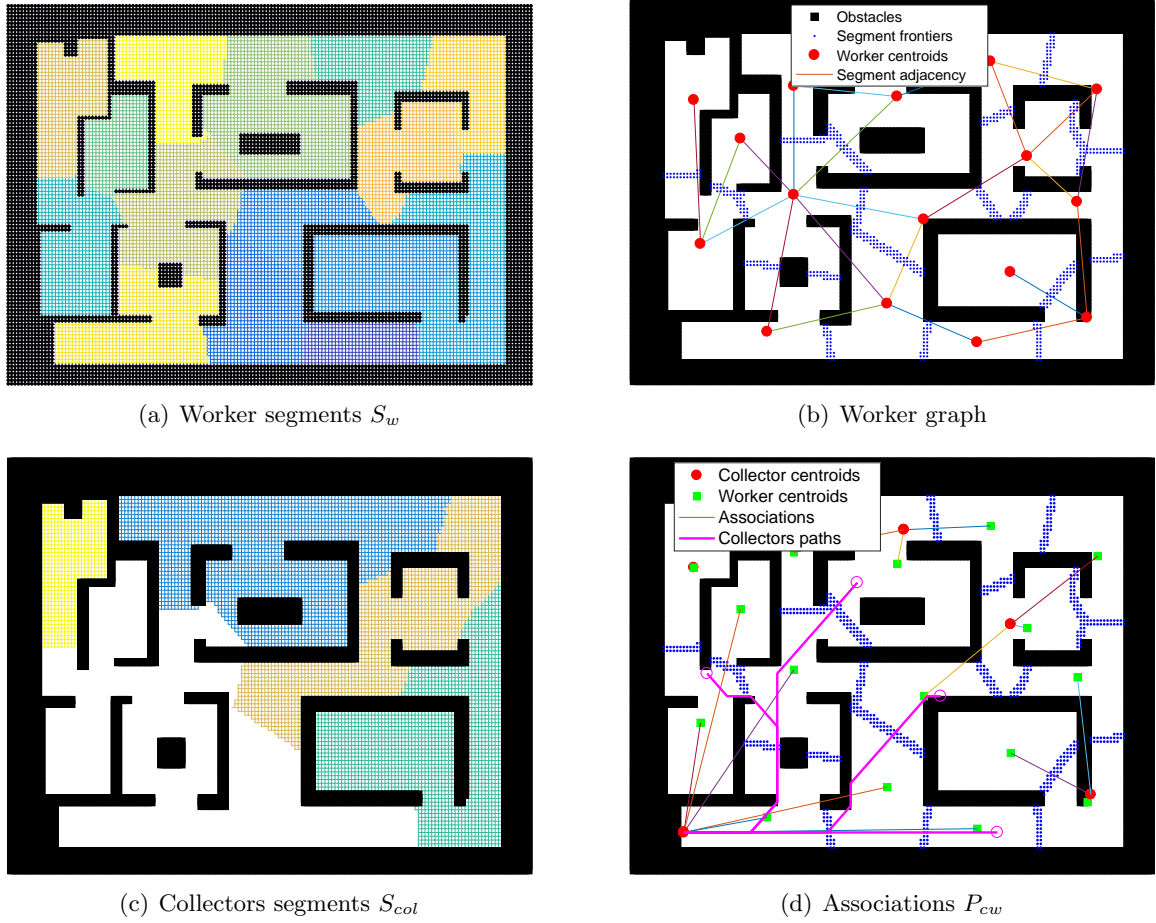 Obstacles
Segment frontiers
Worker centroids
Segment adjacency
(a) Worker segments S_w
(b) Worker graph
Collector centroids
Worker centroids
Associations
Collectors paths
(c) Collectors segments S_col
(d) Associations P_cw